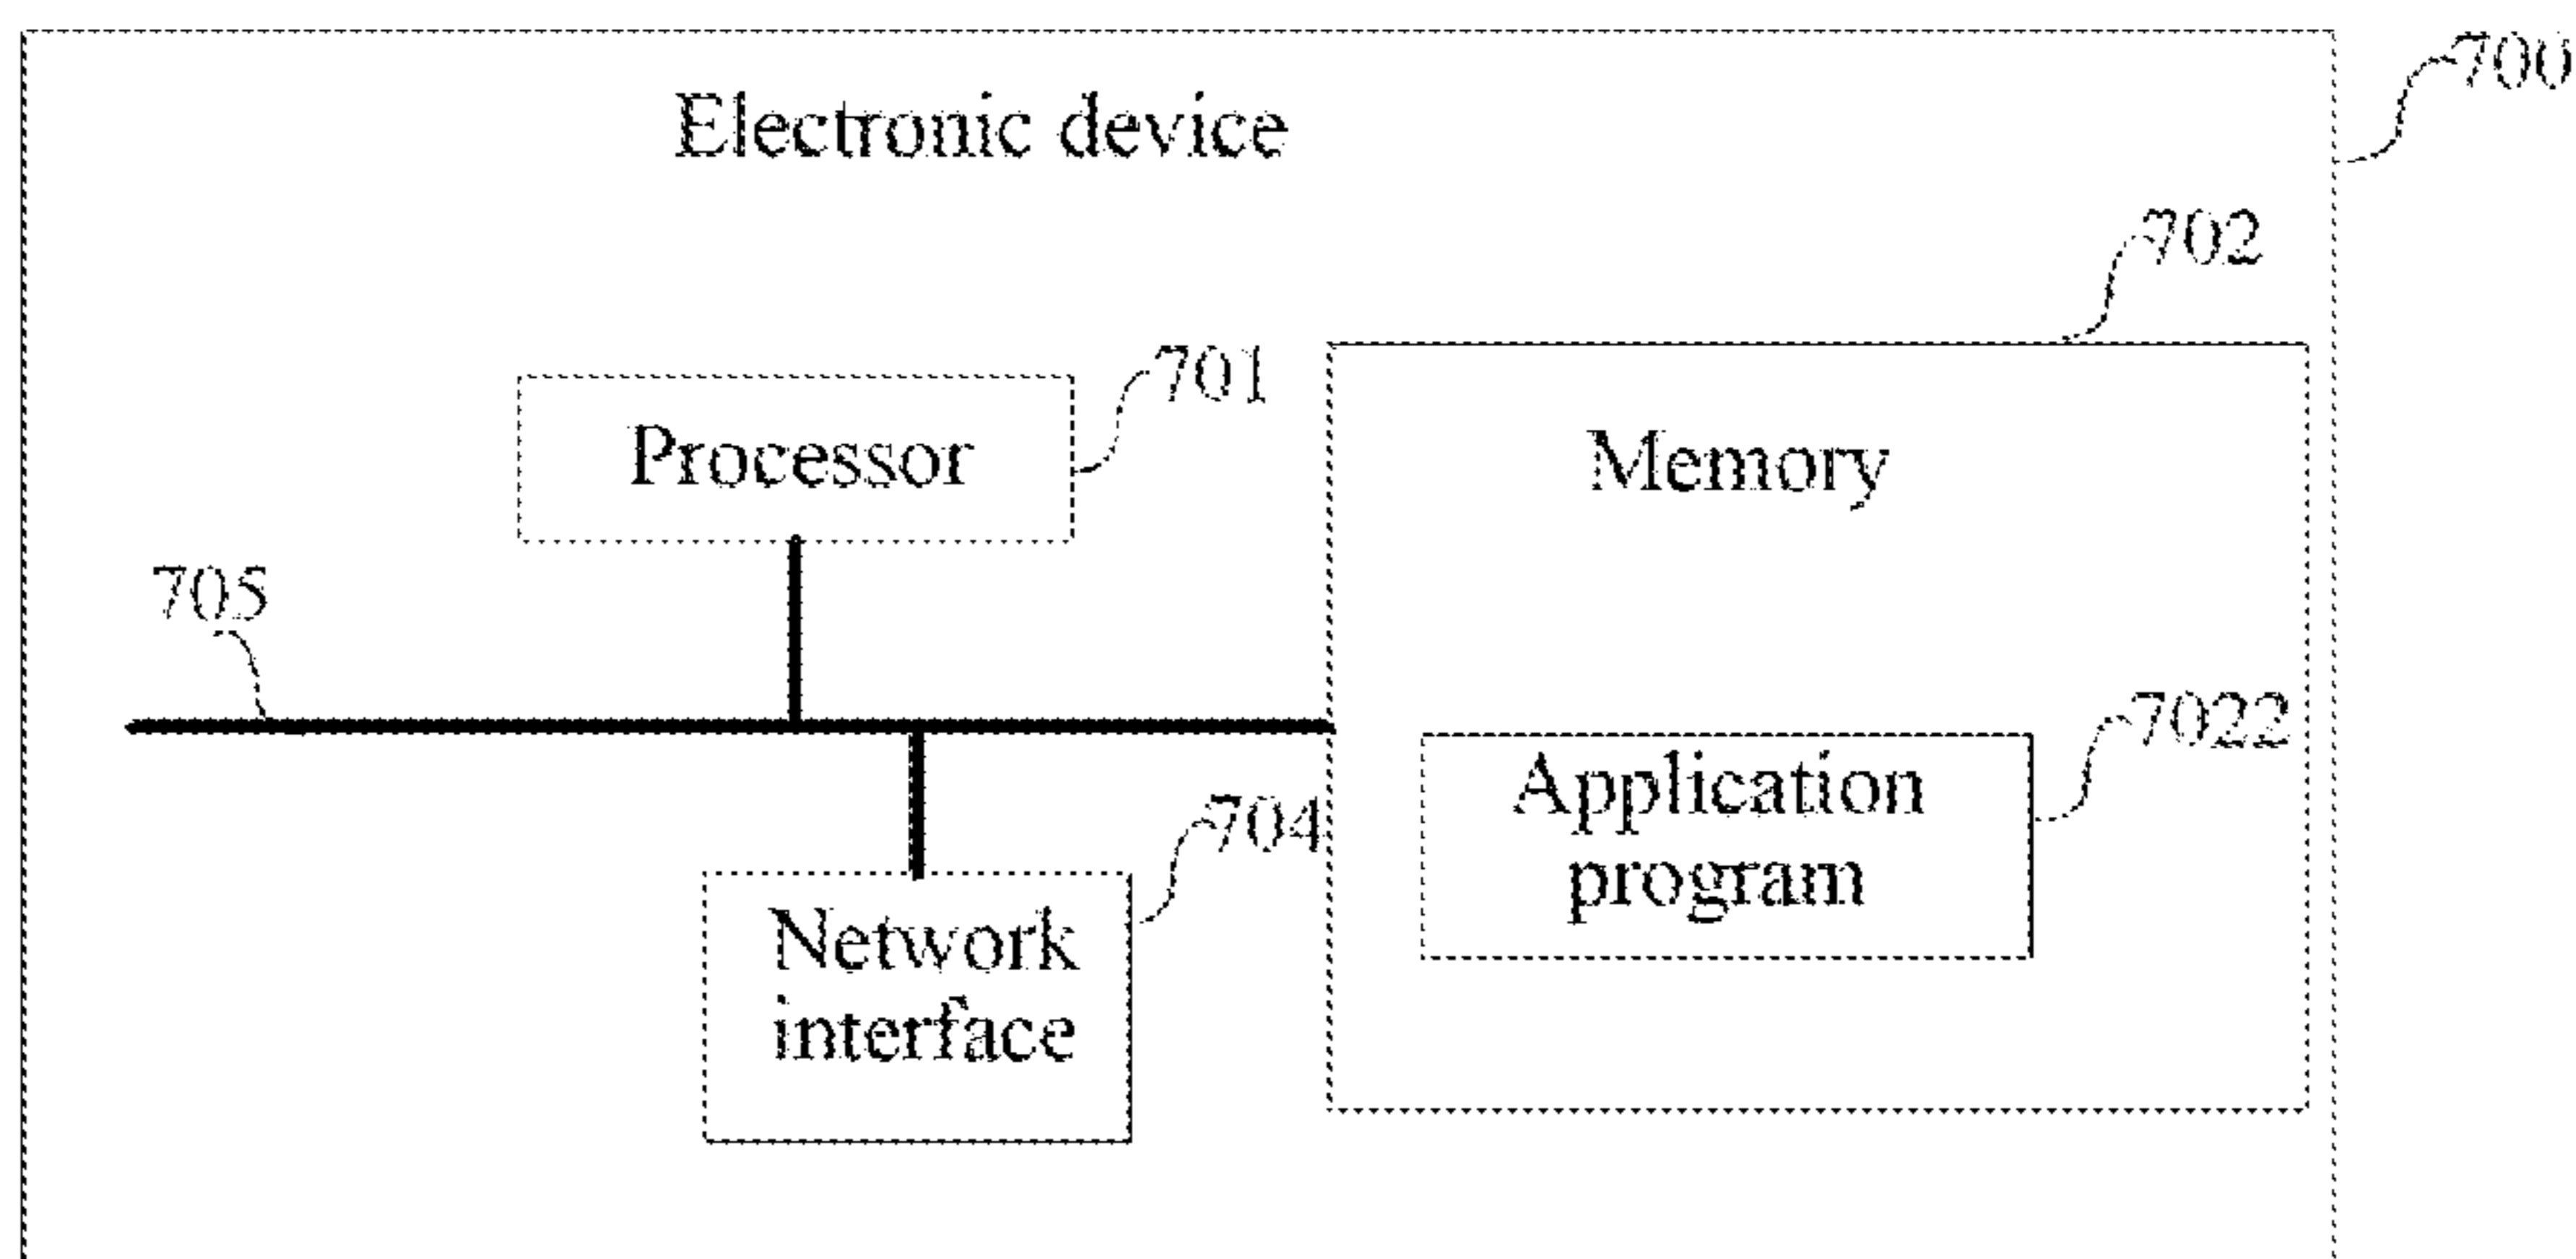 700
Electronic device
702
701
Processor
Memory
705
7022
Application
program
704
Network
interface